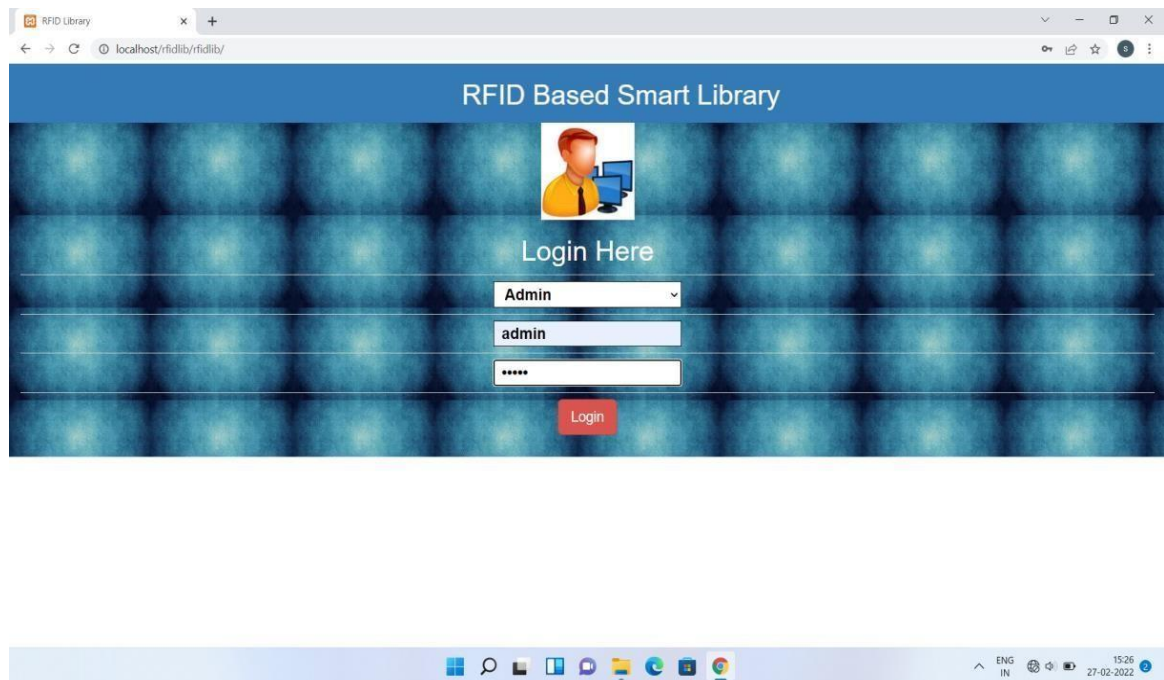 RFID Library
localhost/rfidlib/rfidlib/
S
RFID Based Smart Library
Login Here
Admin
admin
•••••
Login
ENG
IN
15:26
27-02-2022
2